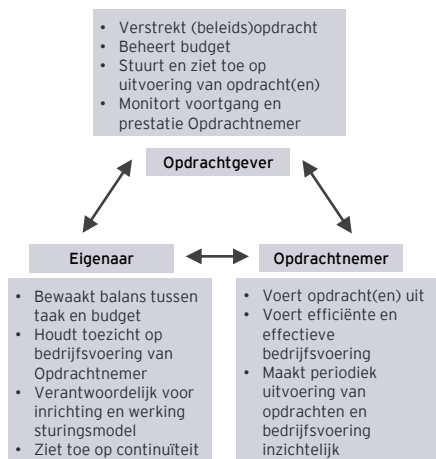 • Verstrekt (beleids)opdracht
• Beheert budget
• Stuurt en ziet toe op
uitvoering van opdracht(en)
• Monitort voortgang en
prestatie Opdrachtnemer
Opdrachtgever
Eigenaar
• Bewaakt balans tussen
taak en budget
• Houdt toezicht op
bedrijfsvoering van
Opdrachtnemer
• Verantwoordelijk voor
inrichting en werking
sturingsmodel
• Ziet toe op continuïteit
Opdrachtnemer
• Voert opdracht(en) uit
• Voert efficiënte en
effectieve
bedrijfsvoering
• Maakt periodiek
uitvoering van
opdrachten en
bedrijfsvoering
inzichtelijk